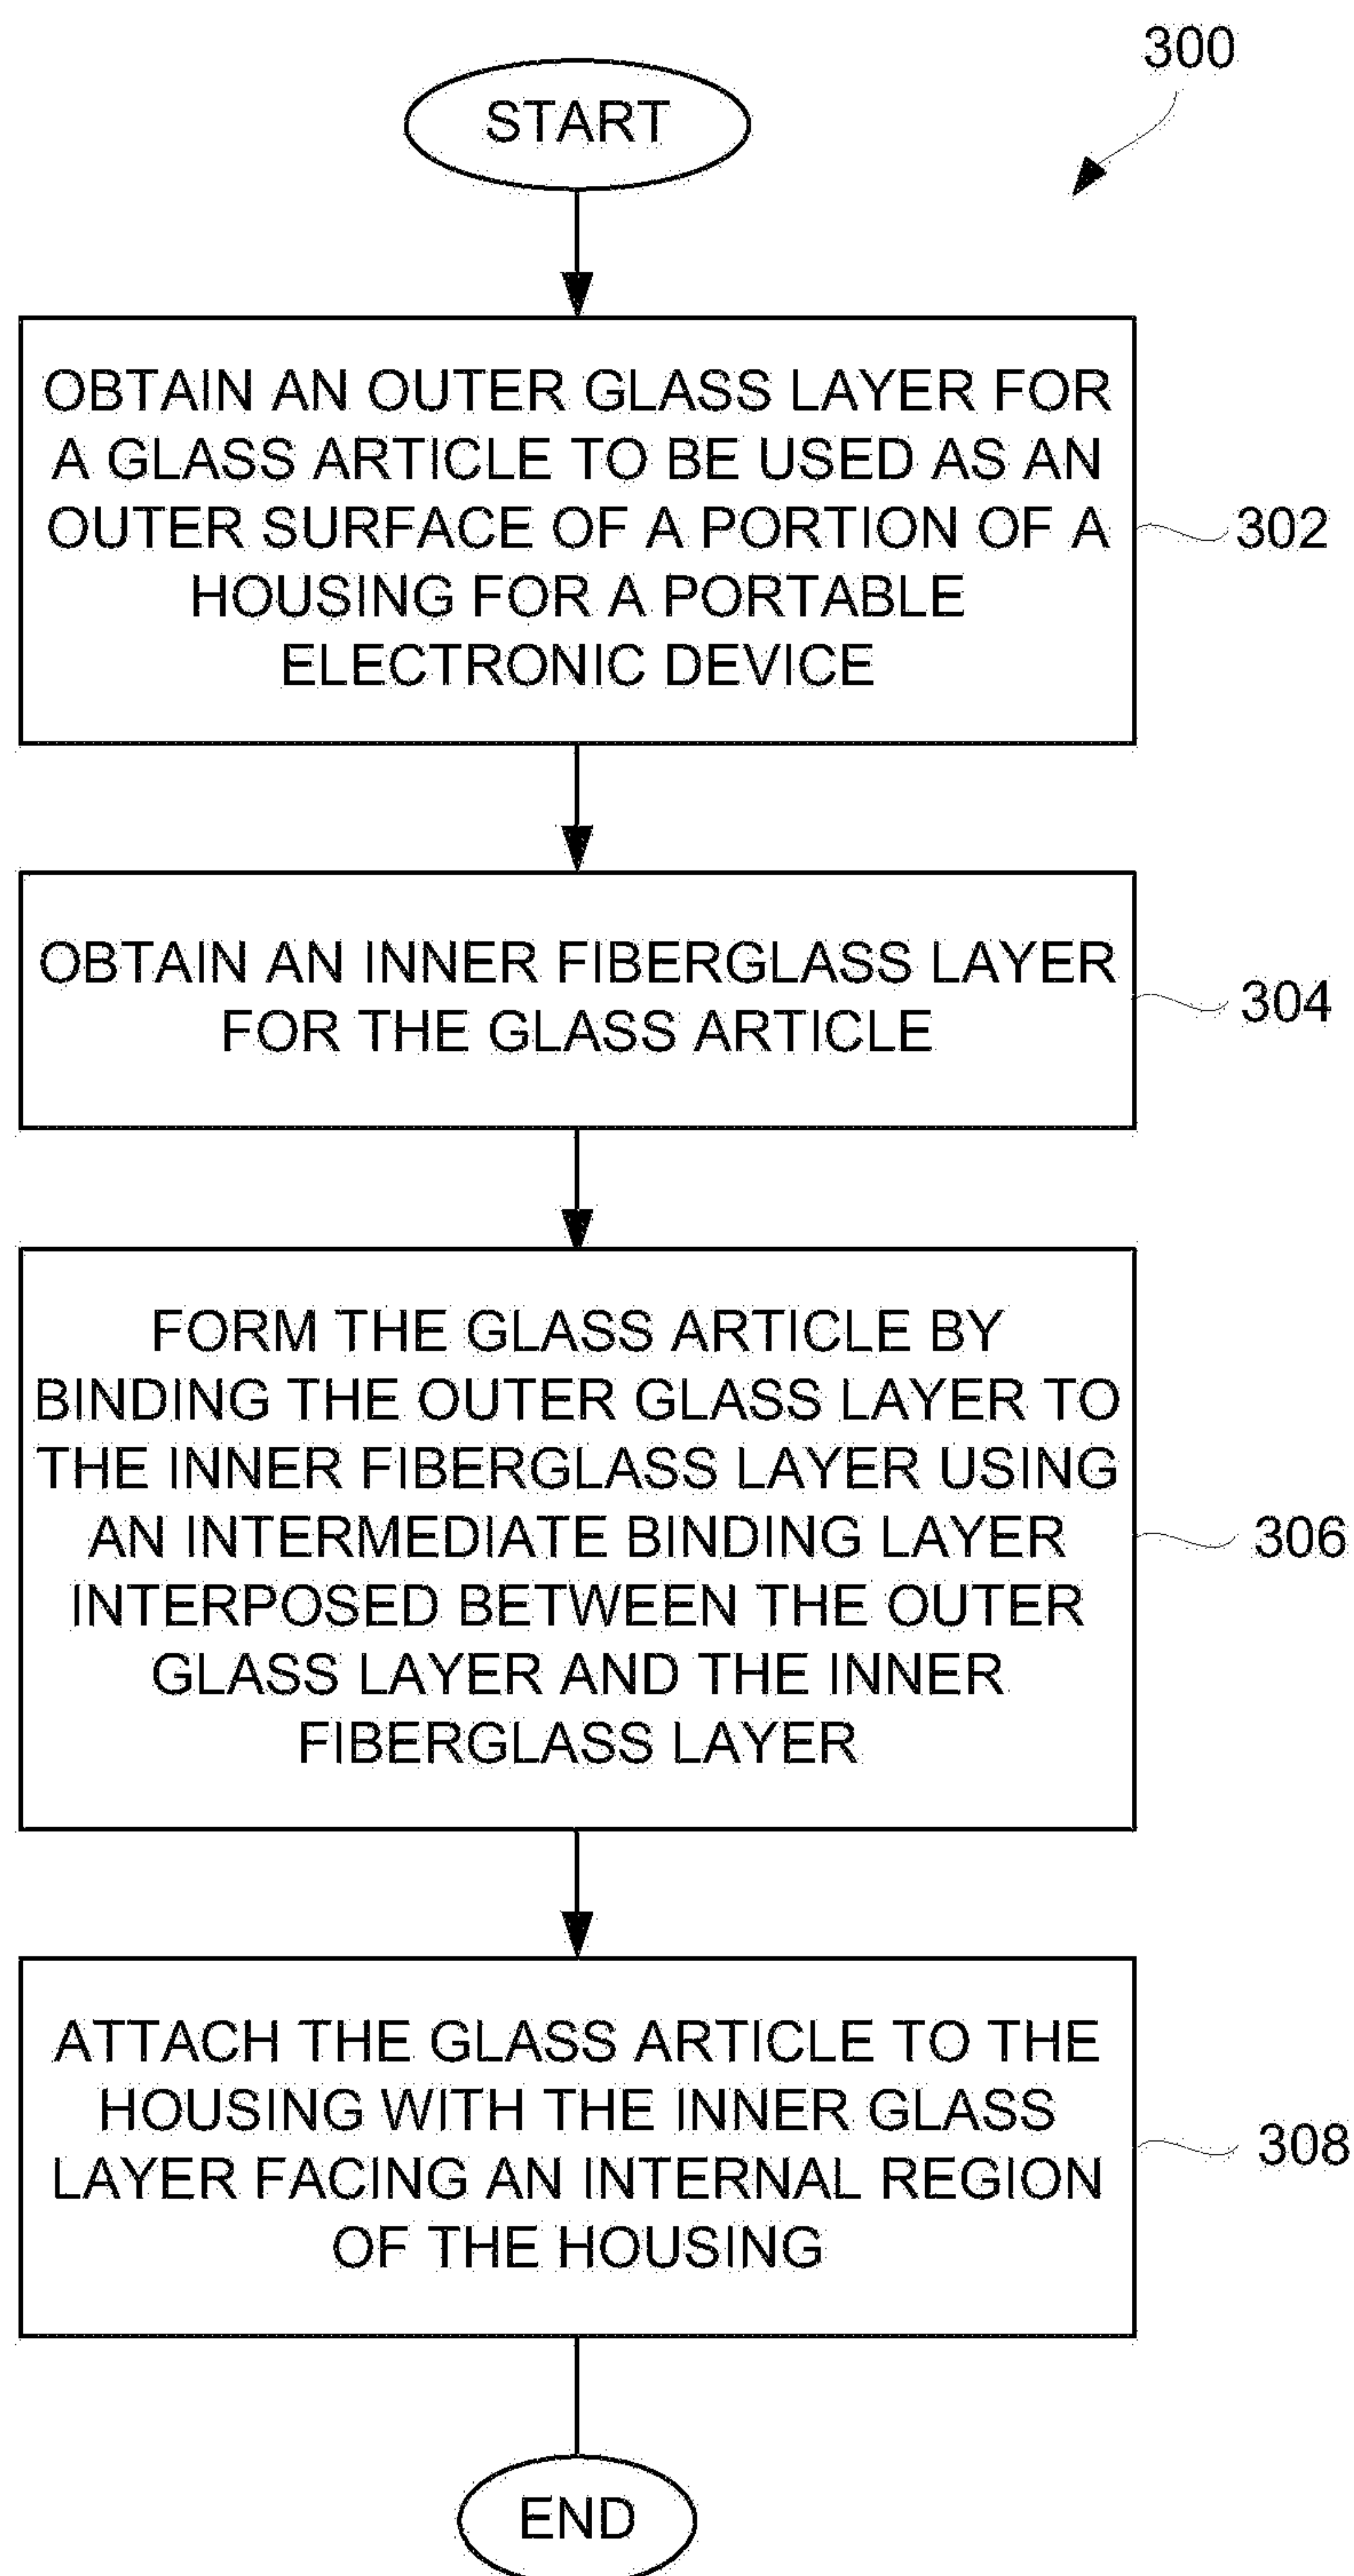 300
START
OBTAIN AN OUTER GLASS LAYER FOR
A GLASS ARTICLE TO BE USED AS AN
OUTER SURFACE OF A PORTION OF A
HOUSING FOR A PORTABLE
ELECTRONIC DEVICE
302
OBTAIN AN INNER FIBERGLASS LAYER
FOR THE GLASS ARTICLE
304
FORM THE GLASS ARTICLE BY
BINDING THE OUTER GLASS LAYER TO
THE INNER FIBERGLASS LAYER USING
AN INTERMEDIATE BINDING LAYER
INTERPOSED BETWEEN THE OUTER
GLASS LAYER AND THE INNER
FIBERGLASS LAYER
306
ATTACH THE GLASS ARTICLE TO THE
HOUSING WITH THE INNER GLASS
LAYER FACING AN INTERNAL REGION
OF THE HOUSING
308
END